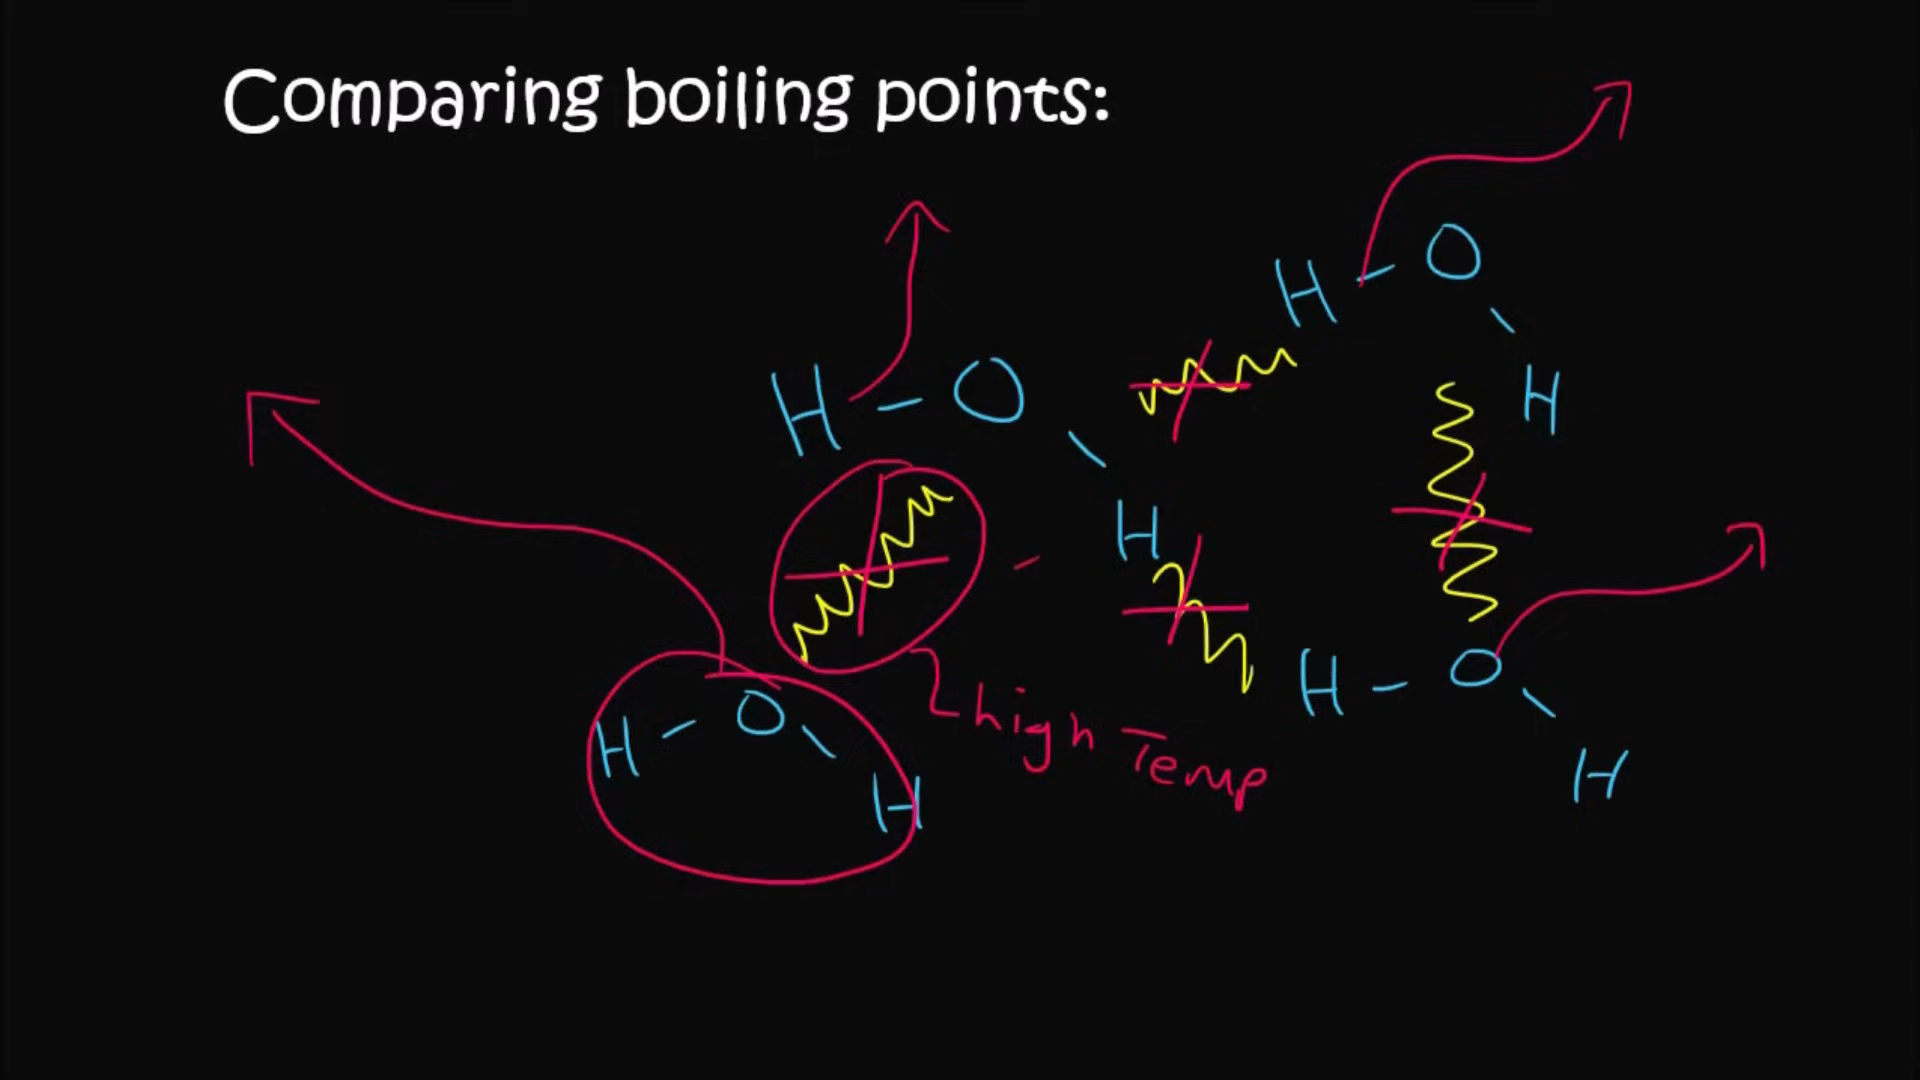 Comparing boiling points:
H - O
H
H - O
H
H - O
H
H - O
H
high Temp